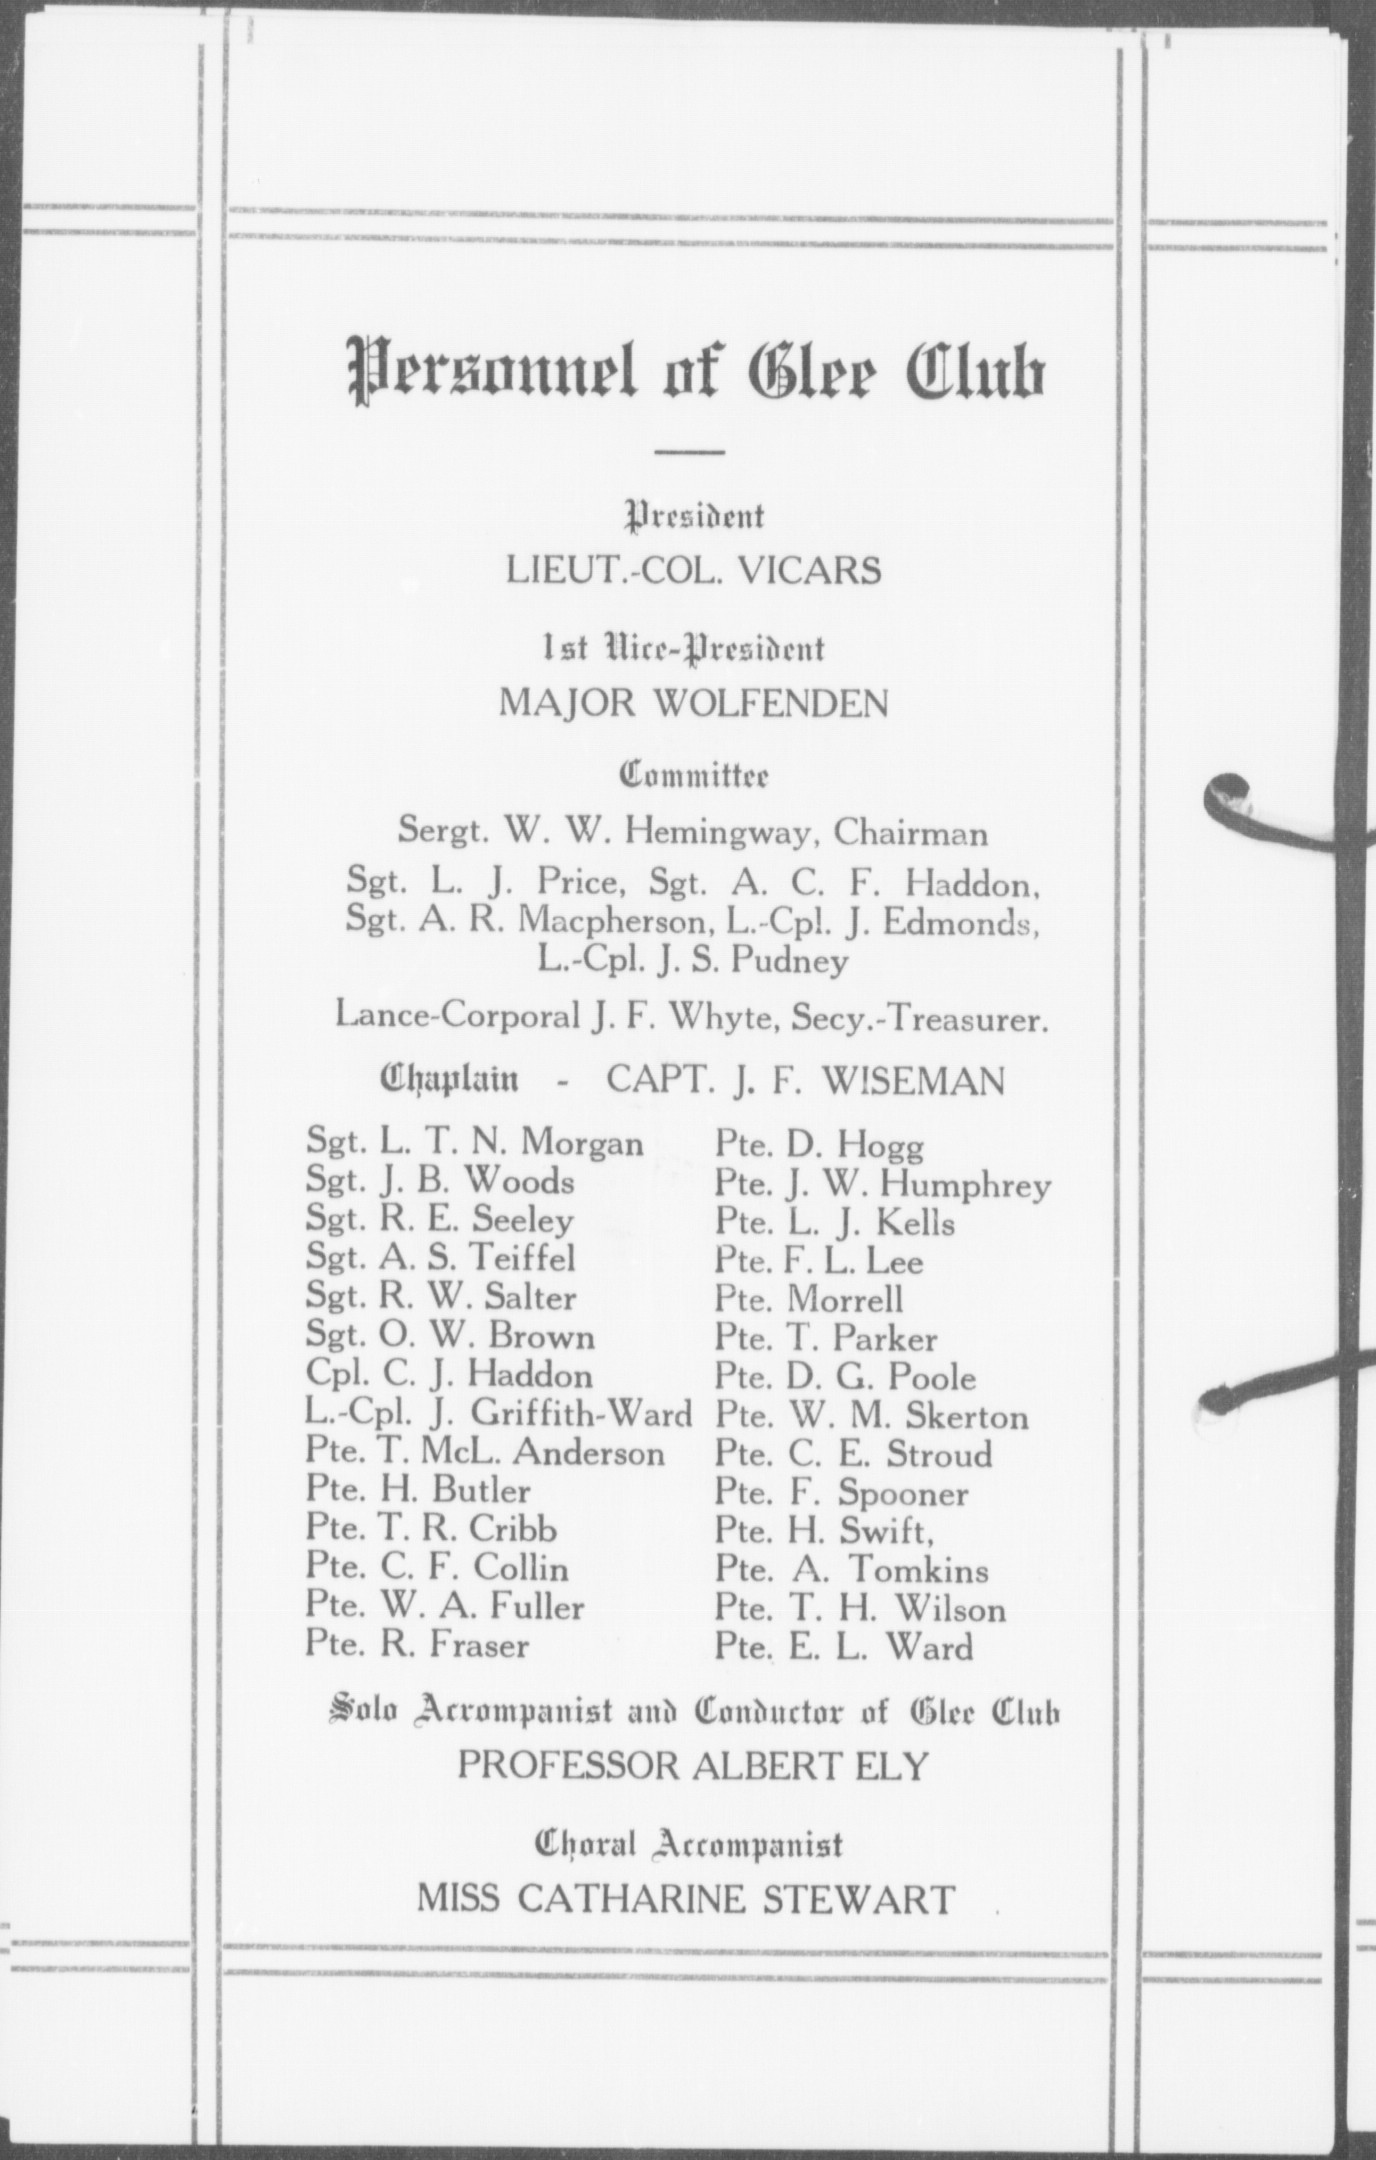 Personnel of Glee Club
President
LIEUT.-COL. VICARS
1st Vice-President
MAJOR WOLFENDEN
Committee
Sergt. W. W. Hemingway, Chairman
Sgt. L. J. Price, Sgt. A. C. F. Haddon,
Sgt. A. R. Macpherson, L.-Cpl. J. Edmonds,
L.-Cpl. J. S. Pudney
Lance-Corporal J. F. Whyte, Secy.-Treasurer.
Chaplain - CAPT. J. F. WISEMAN
Sgt. L. T. N. Morgan
Sgt. J. B. Woods
Sgt. R. E. Seeley
Sgt. A. S. Teiffel
Sgt. R. W. Salter
Sgt. O. W. Brown
Cpl. C. J. Haddon
L.-Cpl. J. Griffith-Ward
Pte. T. McL. Anderson
Pte. H. Butler
Pte. T. R. Cribb
Pte. C. F. Collin
Pte. W. A. Fuller
Pte. R. Fraser
Pte. D. Hogg
Pte. J. W. Humphrey
Pte. L. J. Kells
Pte. F. L. Lee
Pte. Morrell
Pte. T. Parker
Pte. D. G. Poole
Pte. W. M. Skerton
Pte. C. E. Stroud
Pte. F. Spooner
Pte. H. Swift,
Pte. A. Tomkins
Pte. T. H. Wilson
Pte. E. L. Ward
Solo Accompanist and Conductor of Glee Club
PROFESSOR ALBERT ELY
Choral Accompanist
MISS CATHARINE STEWART